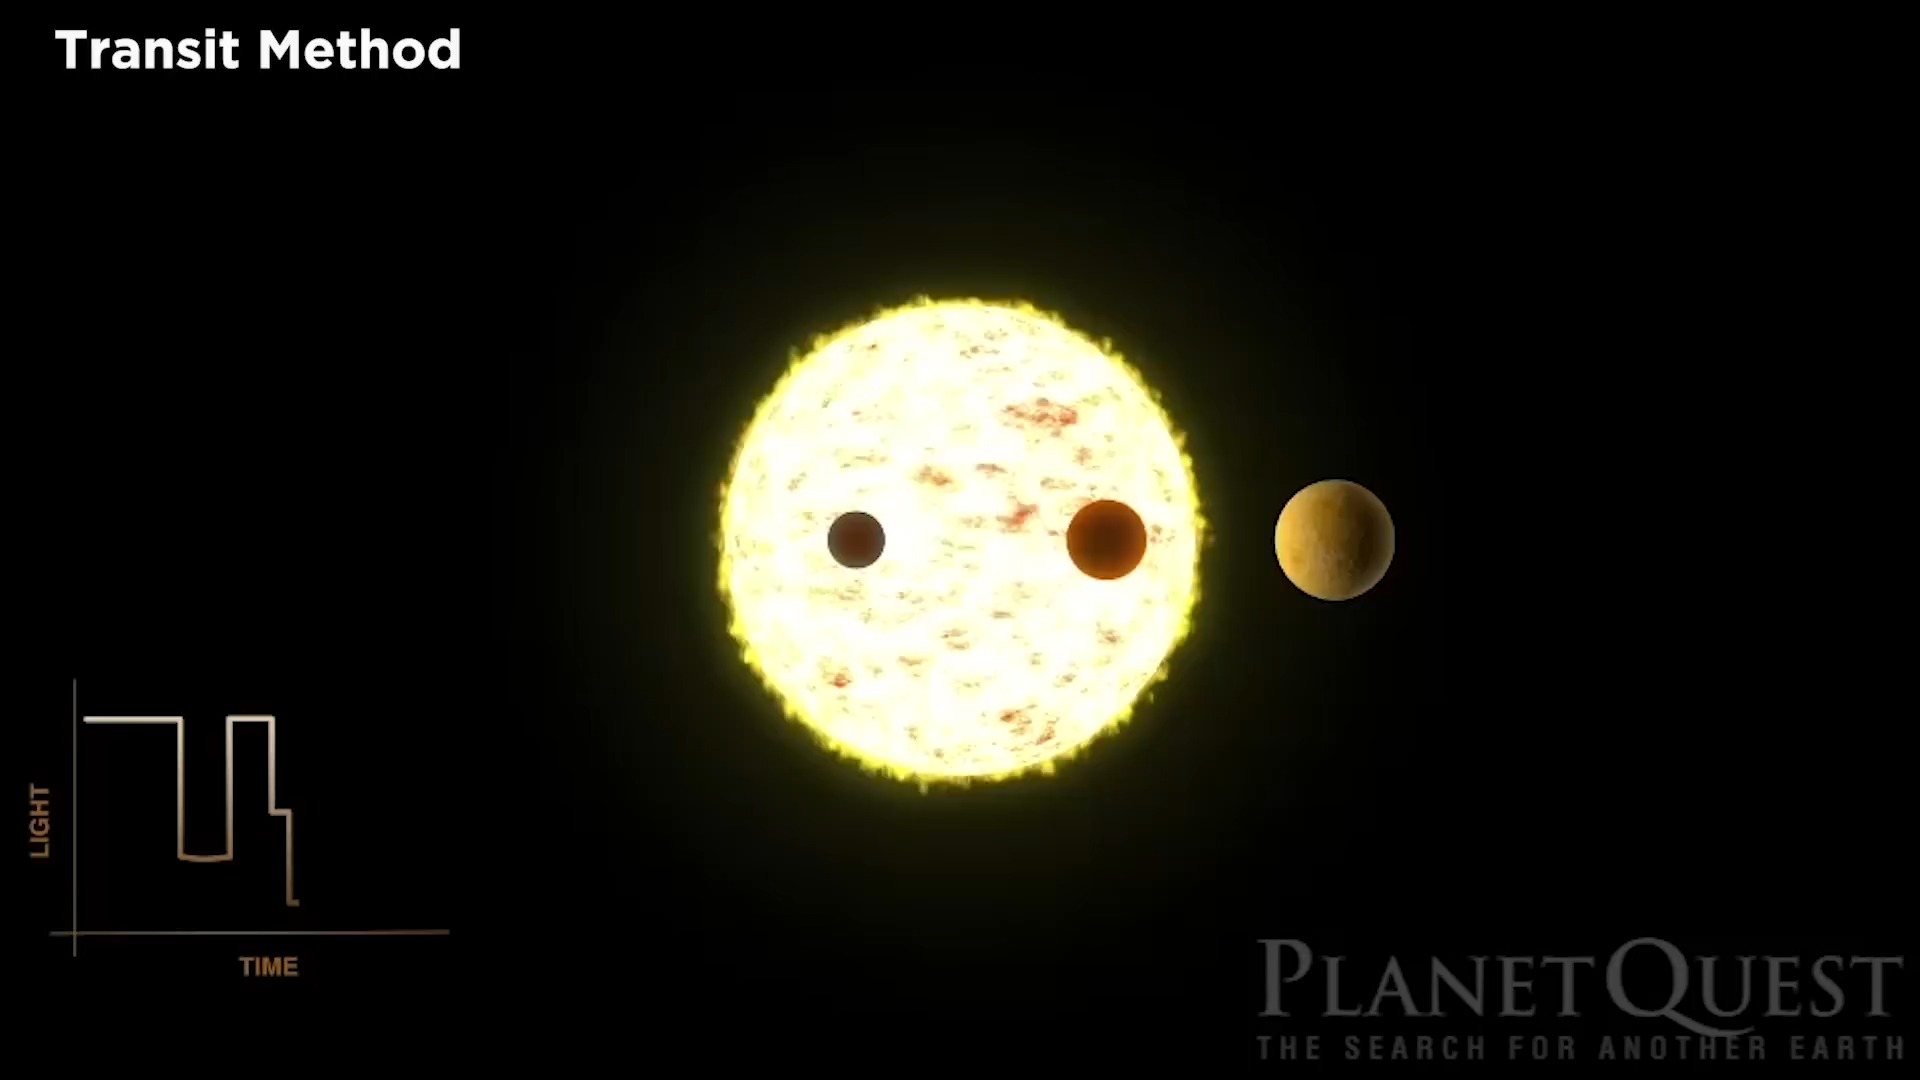 Transit Method
LIGHT
TIME
PLANETQUEST
THE SEARCH FOR ANOTHER EARTH